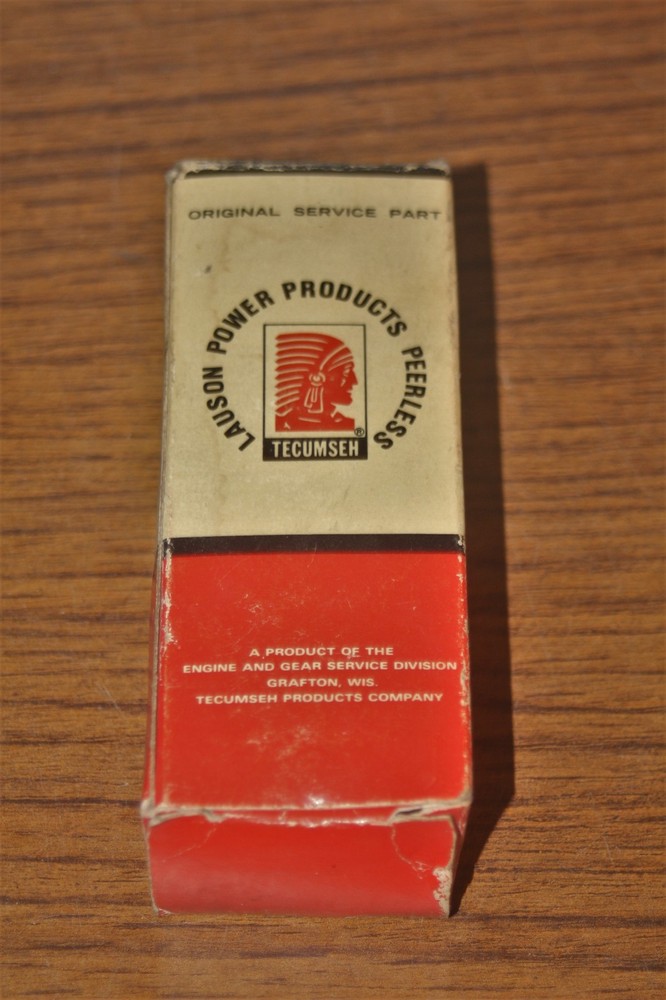 ORIGINAL SERVICE PART
LAUSON POWER PRODUCTS PEERLESS
®
TECUMSEH
A PRODUCT OF THE
ENGINE AND GEAR SERVICE DIVISION
GRAFTON, WIS.
TECUMSEH PRODUCTS COMPANY